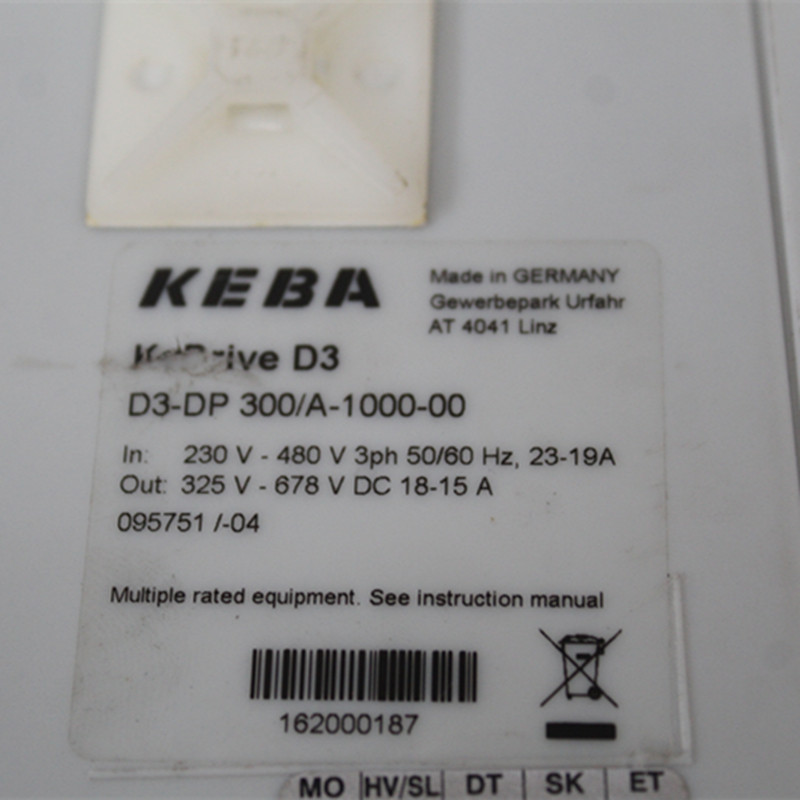 KEBA
Made in GERMANY
Gewerbepark Urfahr
AT 4041 Linz
KeDrive D3
D3-DP 300/A-1000-00
In: 230 V - 480 V 3ph 50/60 Hz, 23-19A
Out: 325 V - 678 V DC 18-15 A
095751 /-04
Multiple rated equipment. See instruction manual
162000187
MO HV/SL DT SK ET